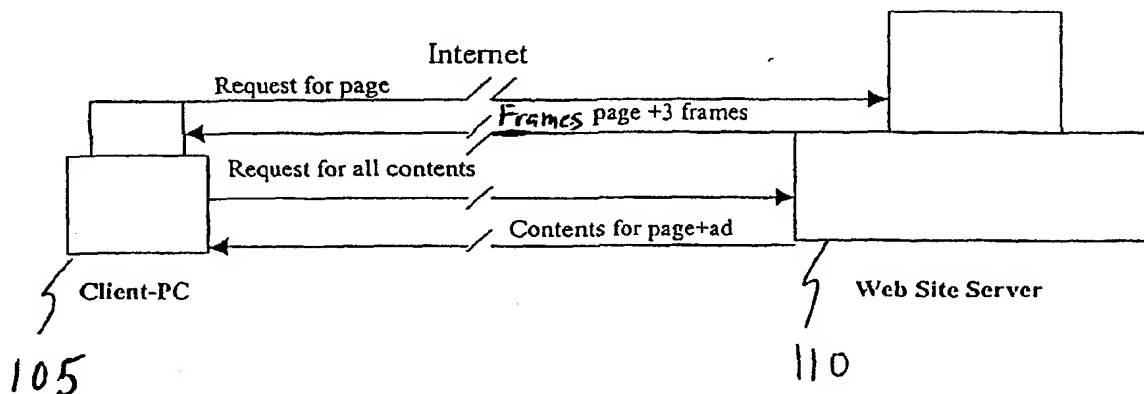 Internet
Request for page
Frames page +3 frames
Request for all contents
Contents for page+ad
Client-PC
Web Site Server
105
110